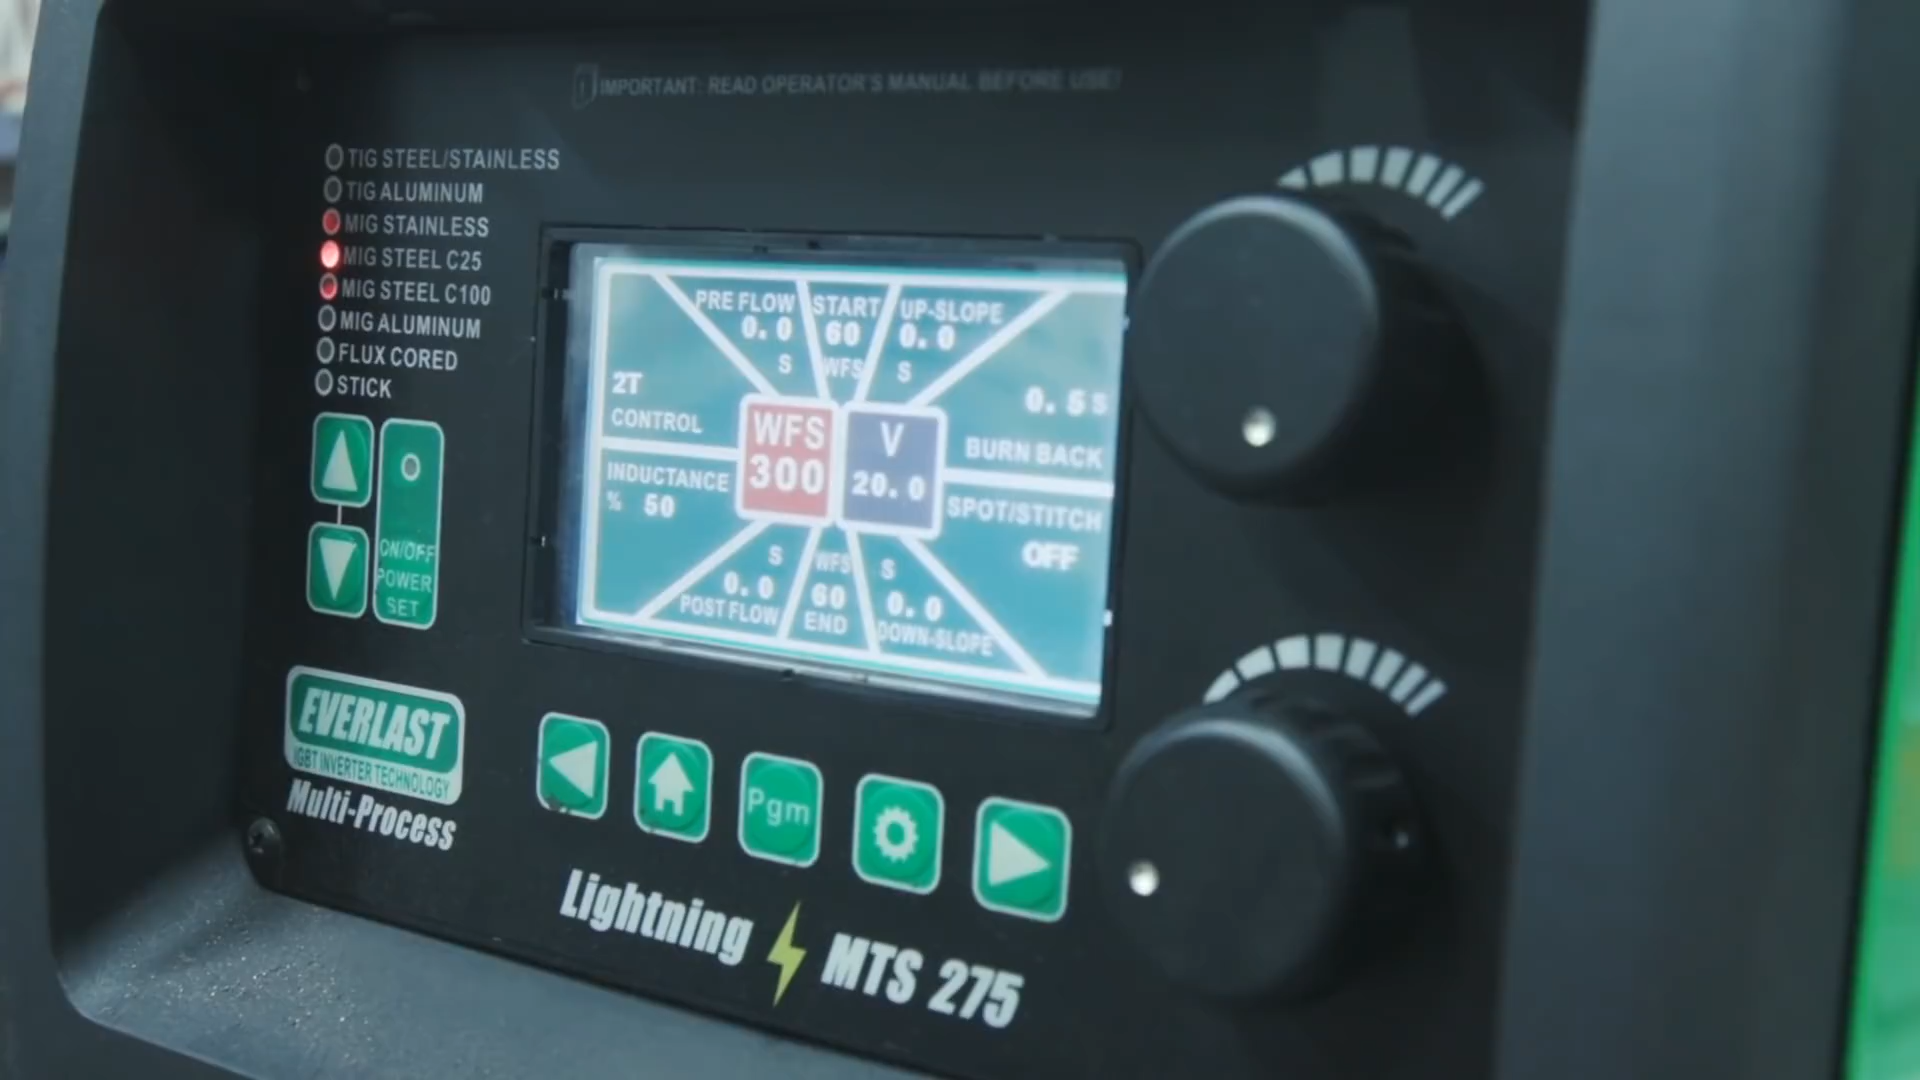 IMPORTANT: READ OPERATOR'S MANUAL BEFORE USE!
TIG STEEL/STAINLESS
TIG ALUMINUM
MIG STAINLESS
MIG STEEL C25
MIG STEEL C100
MIG ALUMINUM
FLUX CORED
STICK
ON/OFF
POWER
SET
PRE FLOW
0.0
S
START
60
WFS
UP-SLOPE
0.0
S
2T
CONTROL
WFS
300
V
20.0
0.5 S
BURN BACK
INDUCTANCE
% 50
SPOT/STITCH
OFF
S
0.0
POST FLOW
WFS
60
END
S
0.0
DOWN-SLOPE
EVERLAST
IGBT INVERTER TECHNOLOGY
Multi-Process
Pgm
Lightning MTS 275